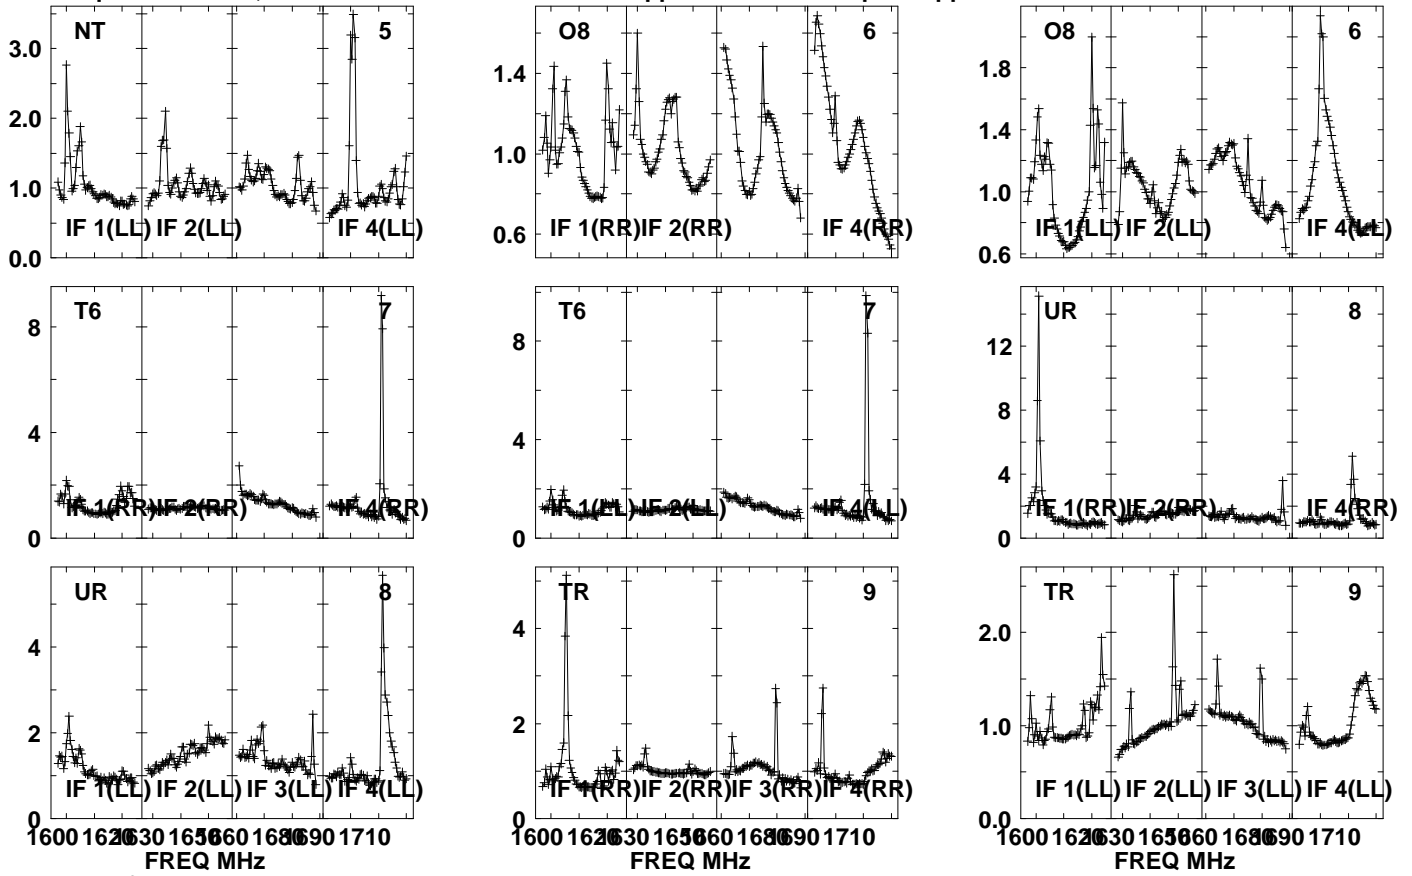 NT 5 O8 6 O8 6
3.0
2.0
1.0
0.0
IF 1(LL) IF 2(LL) IF 4(LL)
1.4
1.0
0.6
IF 1(RR) IF 2(RR) IF 4(RR)
1.8
1.4
1.0
0.6
IF 1(LL) IF 2(LL) IF 4(LL)
T6 7 T6 7 UR 8
8
4
0
IF 1(RR) IF 2(RR) IF 4(RR)
8
4
0
IF 1(LL) IF 2(LL) IF 4(LL)
12
8
4
0
IF 1(RR) IF 2(RR) IF 4(RR)
UR 8 TR 9 TR 9
4
2
0
IF 1(LL) IF 2(LL) IF 3(LL) IF 4(LL)
4
2
0
IF 1(RR) IF 2(RR) IF 3(RR) IF 4(RR)
2.0
1.0
0.0
IF 1(LL) IF 2(LL) IF 3(LL) IF 4(LL)
1600 1620 1630 1650 1660 1680 1690 1710
1600 1620 1630 1650 1660 1680 1690 1710
1600 1620 1630 1650 1660 1680 1690 1710
FREQ MHz FREQ MHz FREQ MHz